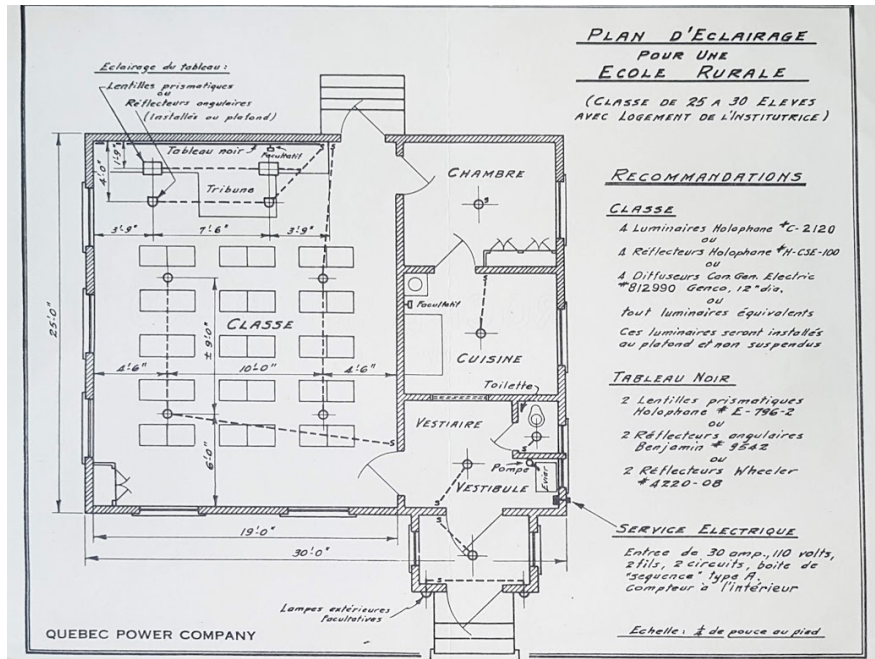 PLAN D'ECLAIRAGE
POUR UNE
ECOLE RURALE
(CLASSE DE 25 A 30 ELEVES
AVEC LOGEMENT DE L'INSTITUTRICE)
RECOMMANDATIONS
CLASSE
4 Luminaires Holophane #C-2120
ou
4 Réflecteurs Holophane #H-CSE-100
ou
4 Diffuseurs Can. Gen. Electric
#812990 Genco, 12" dia.
ou
tout luminaires équivalents
Ces luminaires seront installés
au plafond et non suspendus
TABLEAU NOIR
2 Lentilles prismatiques
Holophane # E-796-2
ou
2 Réflecteurs angulaires
Benjamin # 9542
ou
2 Réflecteurs Wheeler
#4220-08
SERVICE ELECTRIQUE
Entrée de 30 amp., 110 volts,
2 fils, 2 circuits, boite de
"sequence" type A.
Compteur à l'intérieur
Echelle: ¼ de pouce au pied
Eclairage du tableau:
Lentilles prismatiques
ou
Réflecteurs angulaires
(Installés au plafond)
Tableau noir
S
Facultatif
S
1'-9"
4'-0"
Tribune
3'-9"
7'-6"
3'-9"
25'-0"
CLASSE
± 9'-0"
4'-6"
10'-0"
4'-6"
6'-0"
S
19'-0"
30'-0"
CHAMBRE
S
S
Facultatif
CUISINE
Toilette
VESTIAIRE
S
Pompe
Evier
VESTIBULE
S
S
S
Lampes extérieures
facultatives
QUEBEC POWER COMPANY